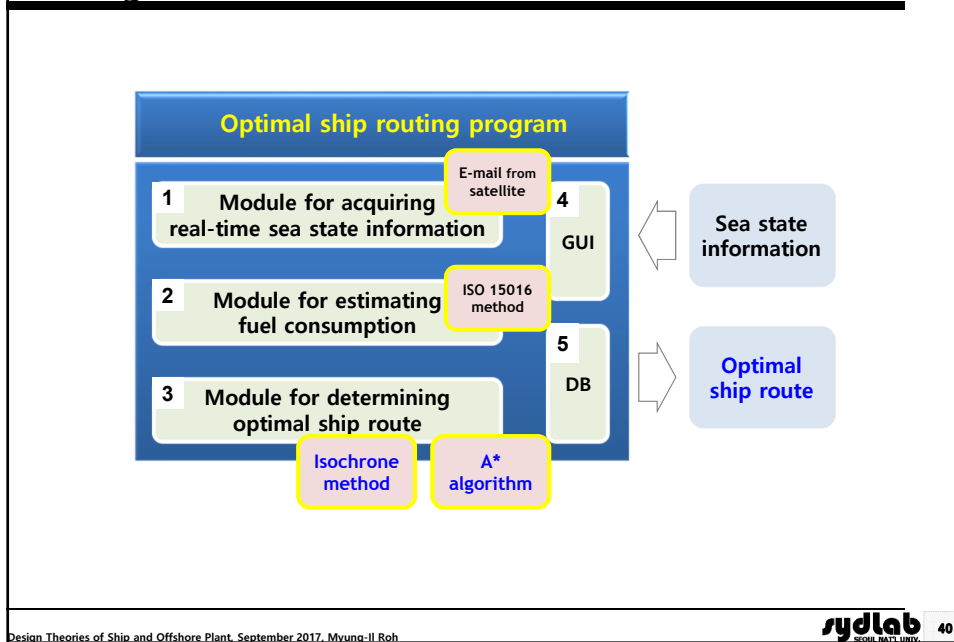 Optimal ship routing program
E-mail from
satellite
1
Module for acquiring
real-time sea state information
4
GUI
Sea state
information
2
Module for estimating
fuel consumption
ISO 15016
method
5
DB
Optimal
ship route
3
Module for determining
optimal ship route
Isochrone
method
A*
algorithm
Design Theories of Ship and Offshore Plant, September 2017, Myung-Il Roh
sydlab
SEOUL NAT'L UNIV.
40